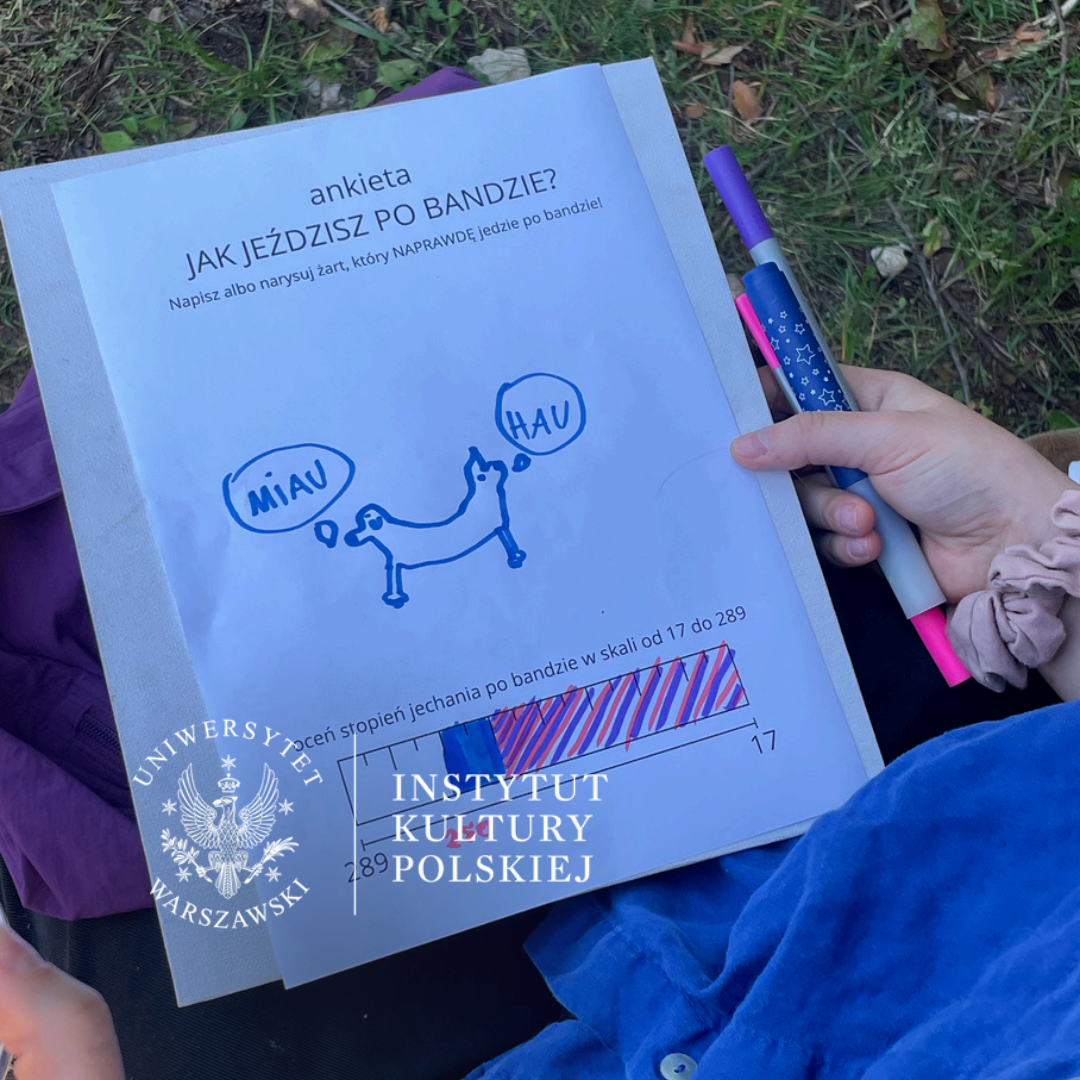 ankieta
JAK JEŹDZISZ PO BANDZIE?
Napisz albo narysuj żart, który NAPRAWDĘ jedzie po bandzie!
HAU
MIAU
oceń stopień jechania po bandzie w skali od 17 do 289
17
289
UNIWERSYTET
WARSZAWSKI
INSTYTUT
KULTURY
POLSKIEJ